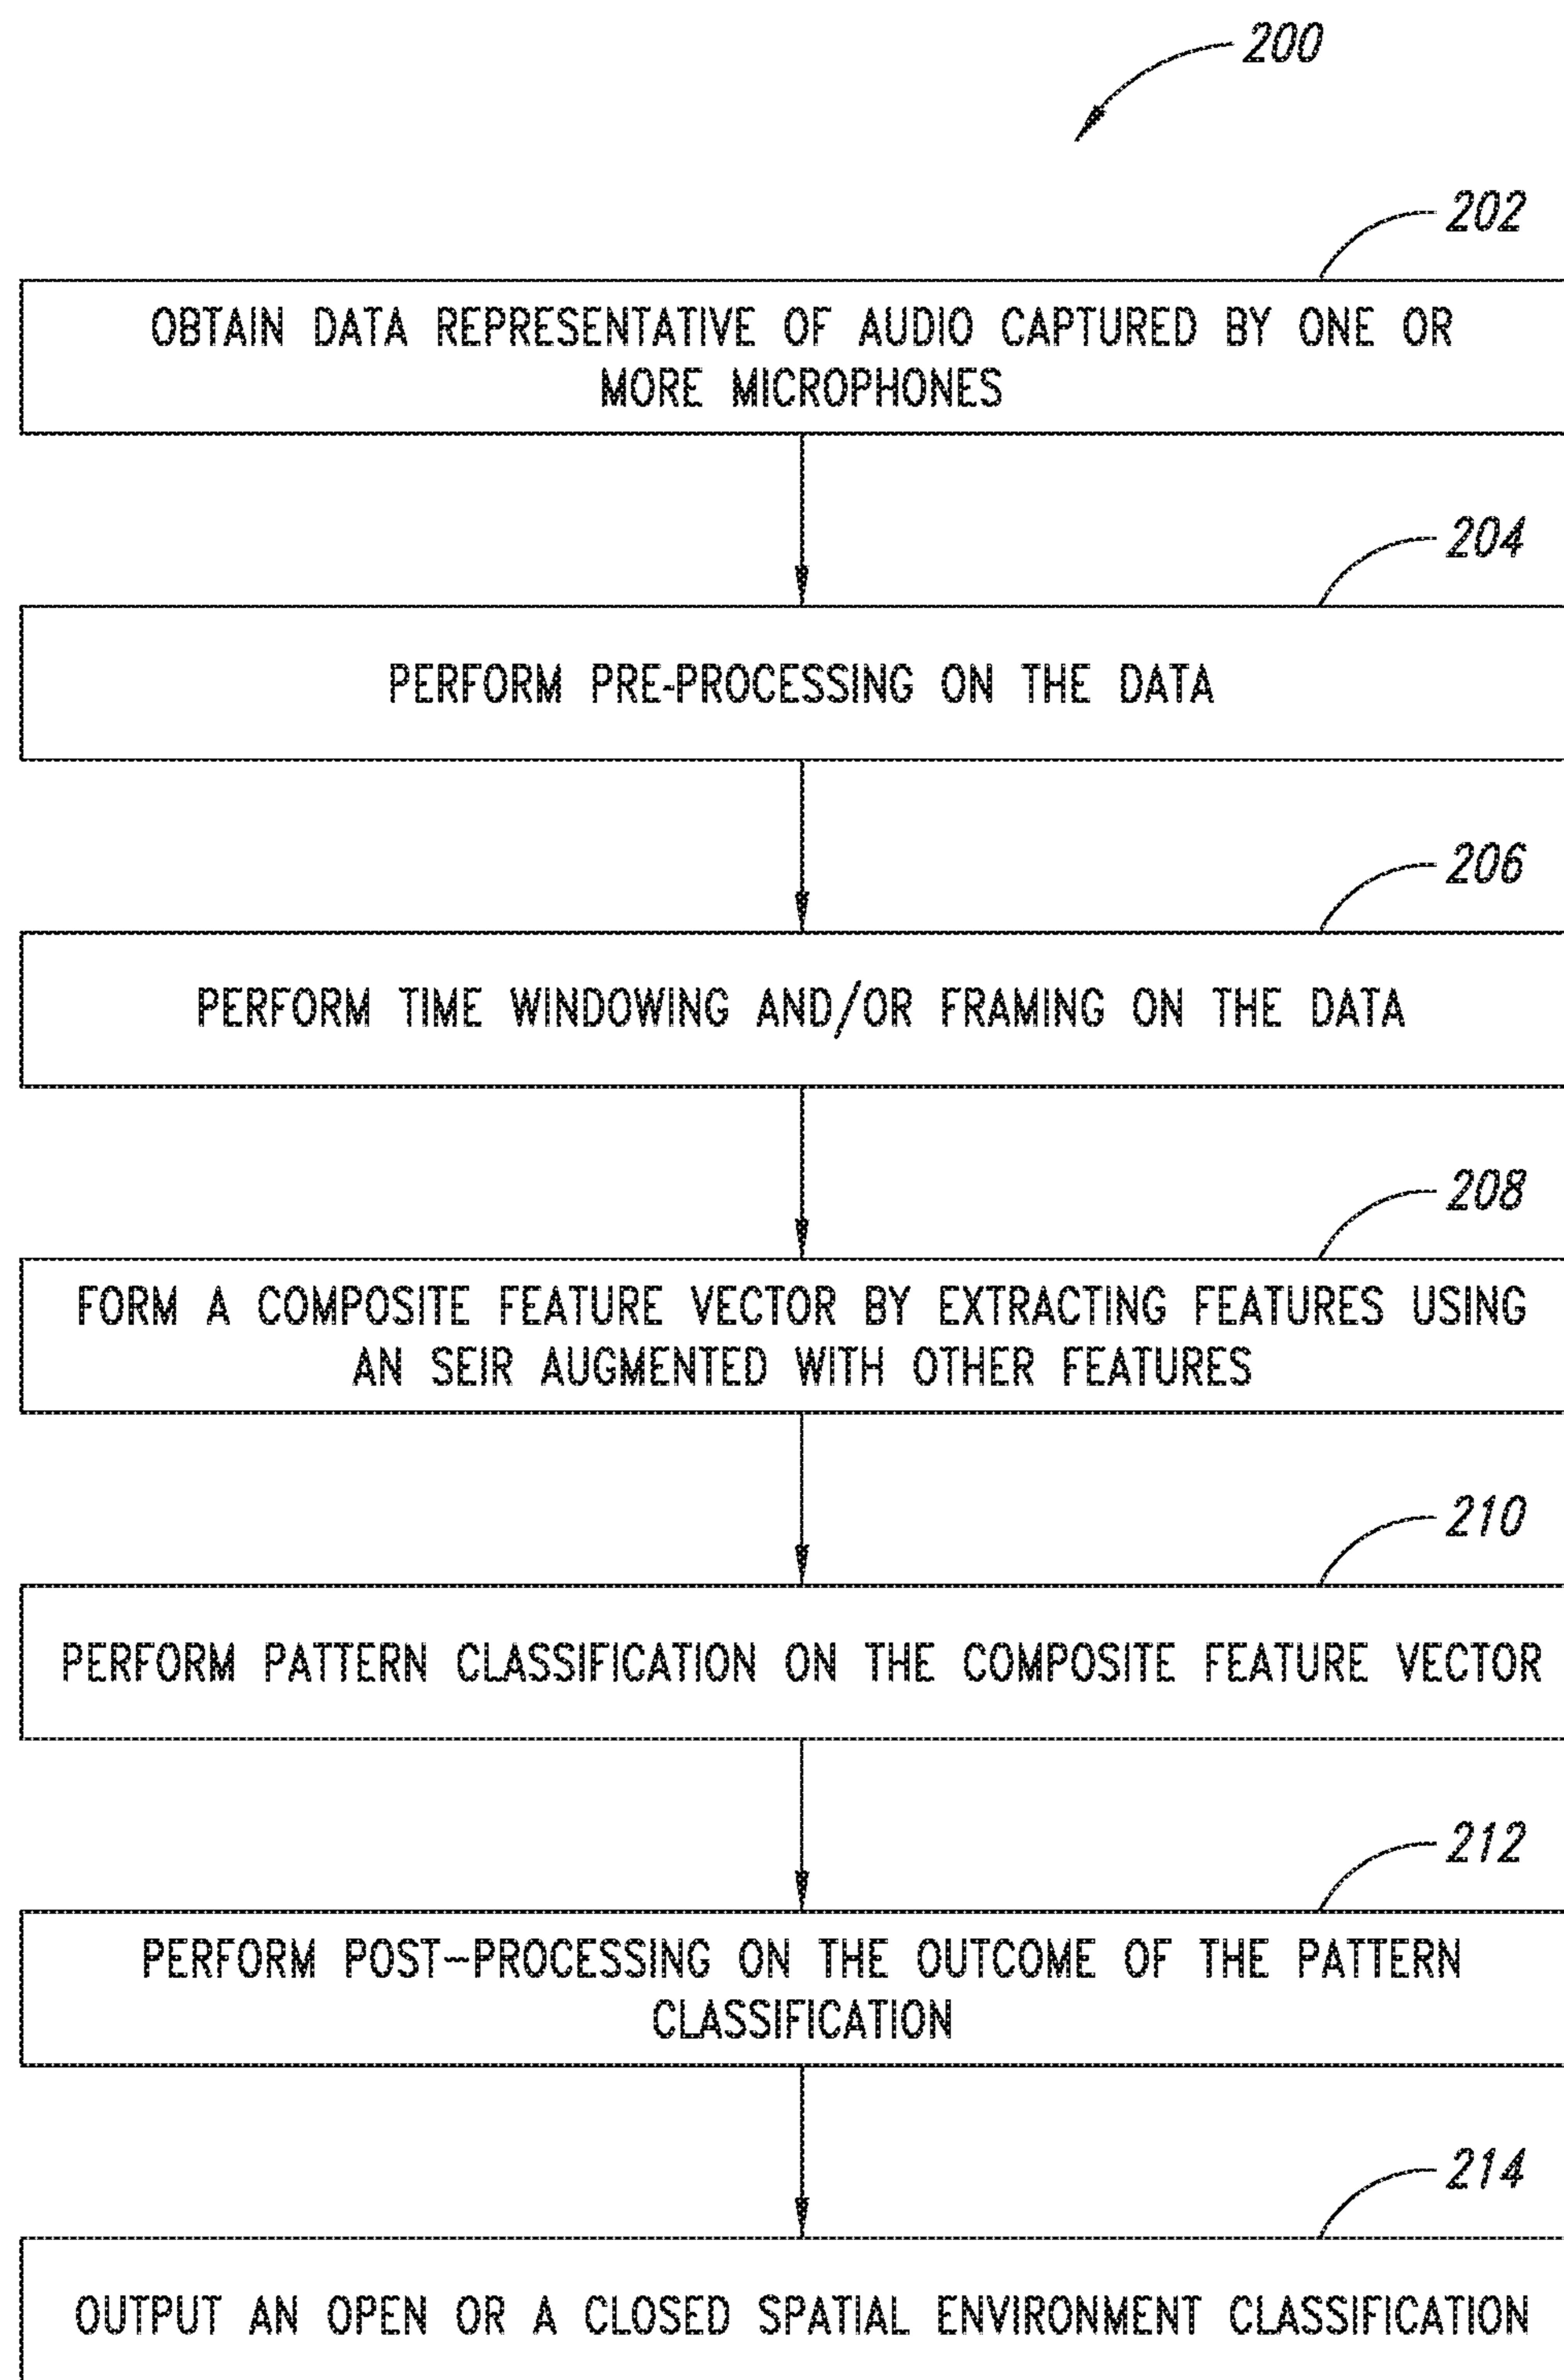 200
202
OBTAIN DATA REPRESENTATIVE OF AUDIO CAPTURED BY ONE OR
MORE MICROPHONES
204
PERFORM PRE-PROCESSING ON THE DATA
206
PERFORM TIME WINDOWING AND/OR FRAMING ON THE DATA
208
FORM A COMPOSITE FEATURE VECTOR BY EXTRACTING FEATURES USING
AN SEIR AUGMENTED WITH OTHER FEATURES
210
PERFORM PATTERN CLASSIFICATION ON THE COMPOSITE FEATURE VECTOR
212
PERFORM POST-PROCESSING ON THE OUTCOME OF THE PATTERN
CLASSIFICATION
214
OUTPUT AN OPEN OR A CLOSED SPATIAL ENVIRONMENT CLASSIFICATION